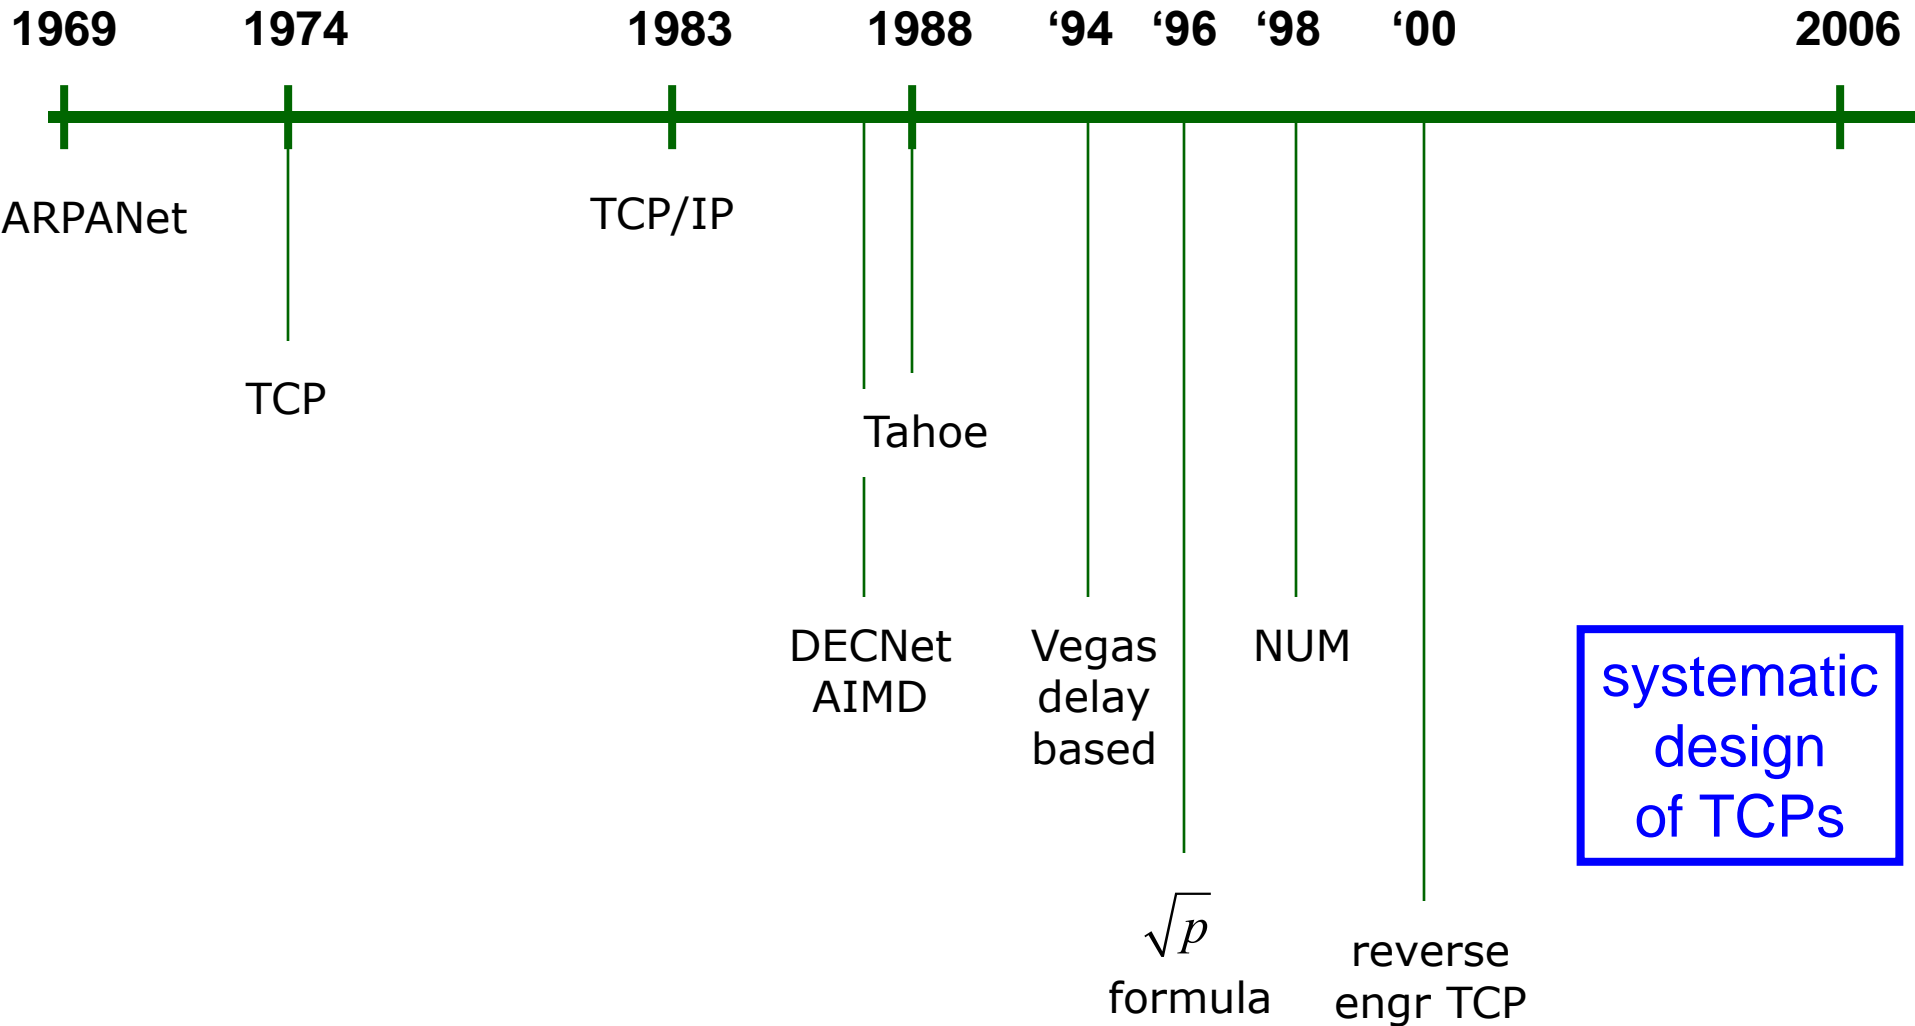 1969 1974 1983 1988 ‘94 ‘96 ‘98 ‘00 2006
ARPANet
TCP/IP
TCP
Tahoe
DECNet
AIMD
Vegas
delay
based
NUM
systematic
design
of TCPs
√p
formula
reverse
engr TCP